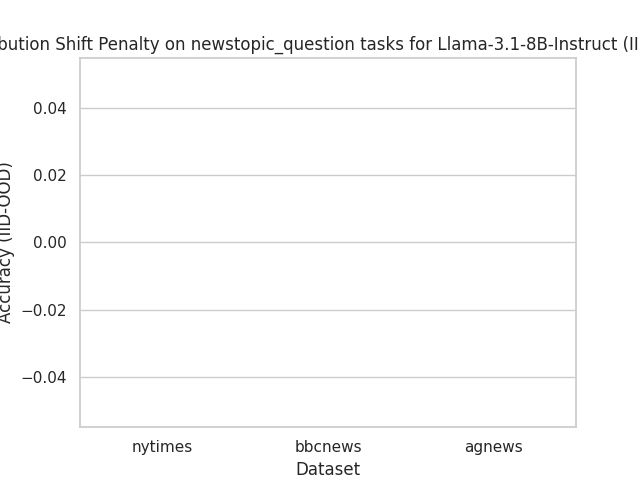 bution Shift Penalty on newstopic_question tasks for Llama-3.1-8B-Instruct (II
0.04
0.02
0.00
−0.02
−0.04
Accuracy (IID-OOD)
nytimes bbcnews agnews
Dataset